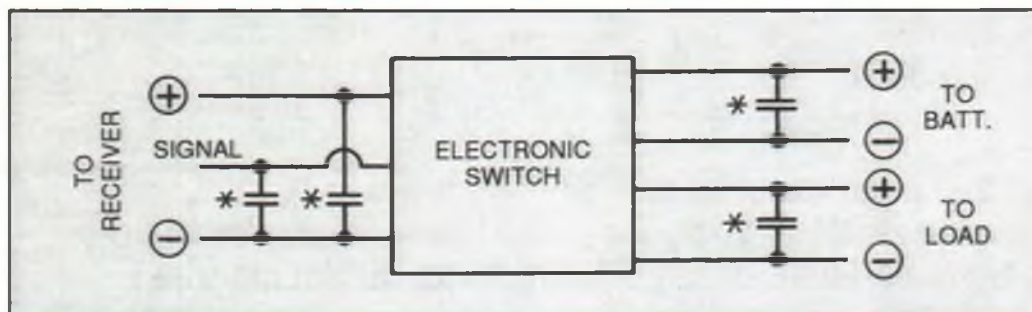 TO
RECEIVER
+
SIGNAL
*
*
−
ELECTRONIC
SWITCH
+
*
−
TO
BATT.
+
*
−
TO
LOAD